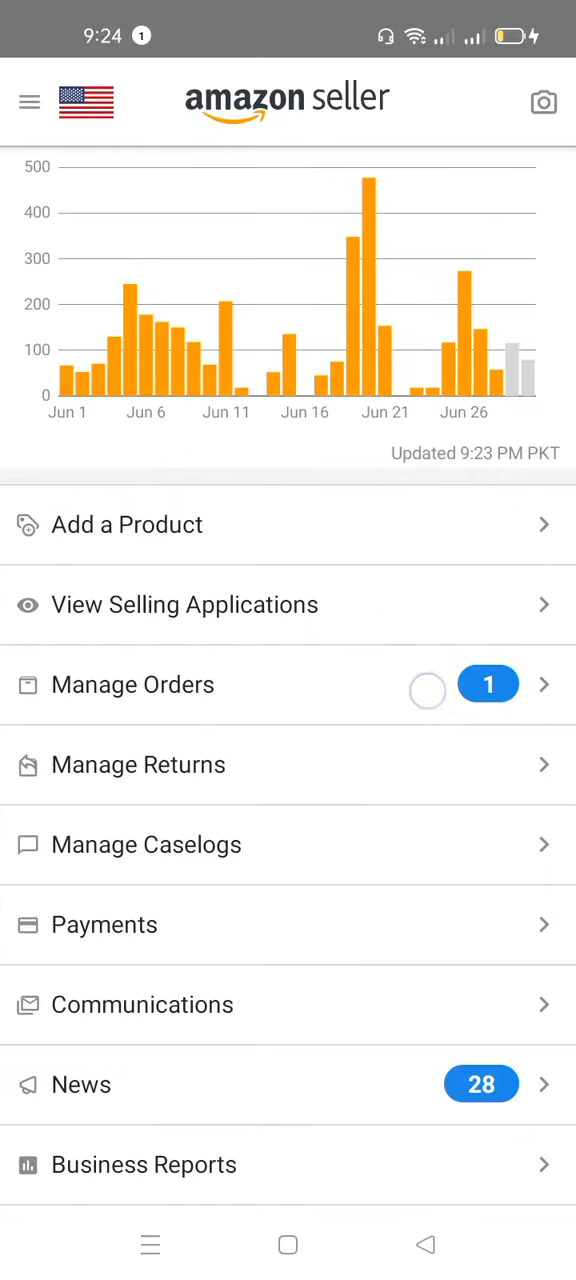 9:24 1
amazon seller
500
400
300
200
100
0
Jun 1 Jun 6 Jun 11 Jun 16 Jun 21 Jun 26
Updated 9:23 PM PKT
Add a Product
View Selling Applications
Manage Orders 1
Manage Returns
Manage Caselogs
Payments
Communications
News 28
Business Reports